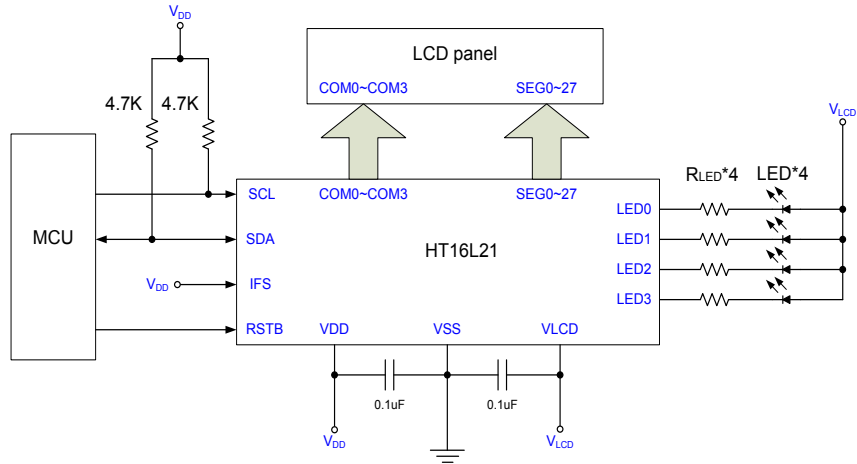 VDD
LCD panel
COM0~COM3 SEG0~27
4.7K 4.7K
VLCD
MCU
SCL COM0~COM3 SEG0~27
RLED*4 LED*4
LED0
SDA HT16L21 LED1
VDD IFS LED2
LED3
RSTB VDD VSS VLCD
0.1uF 0.1uF
VDD VLCD